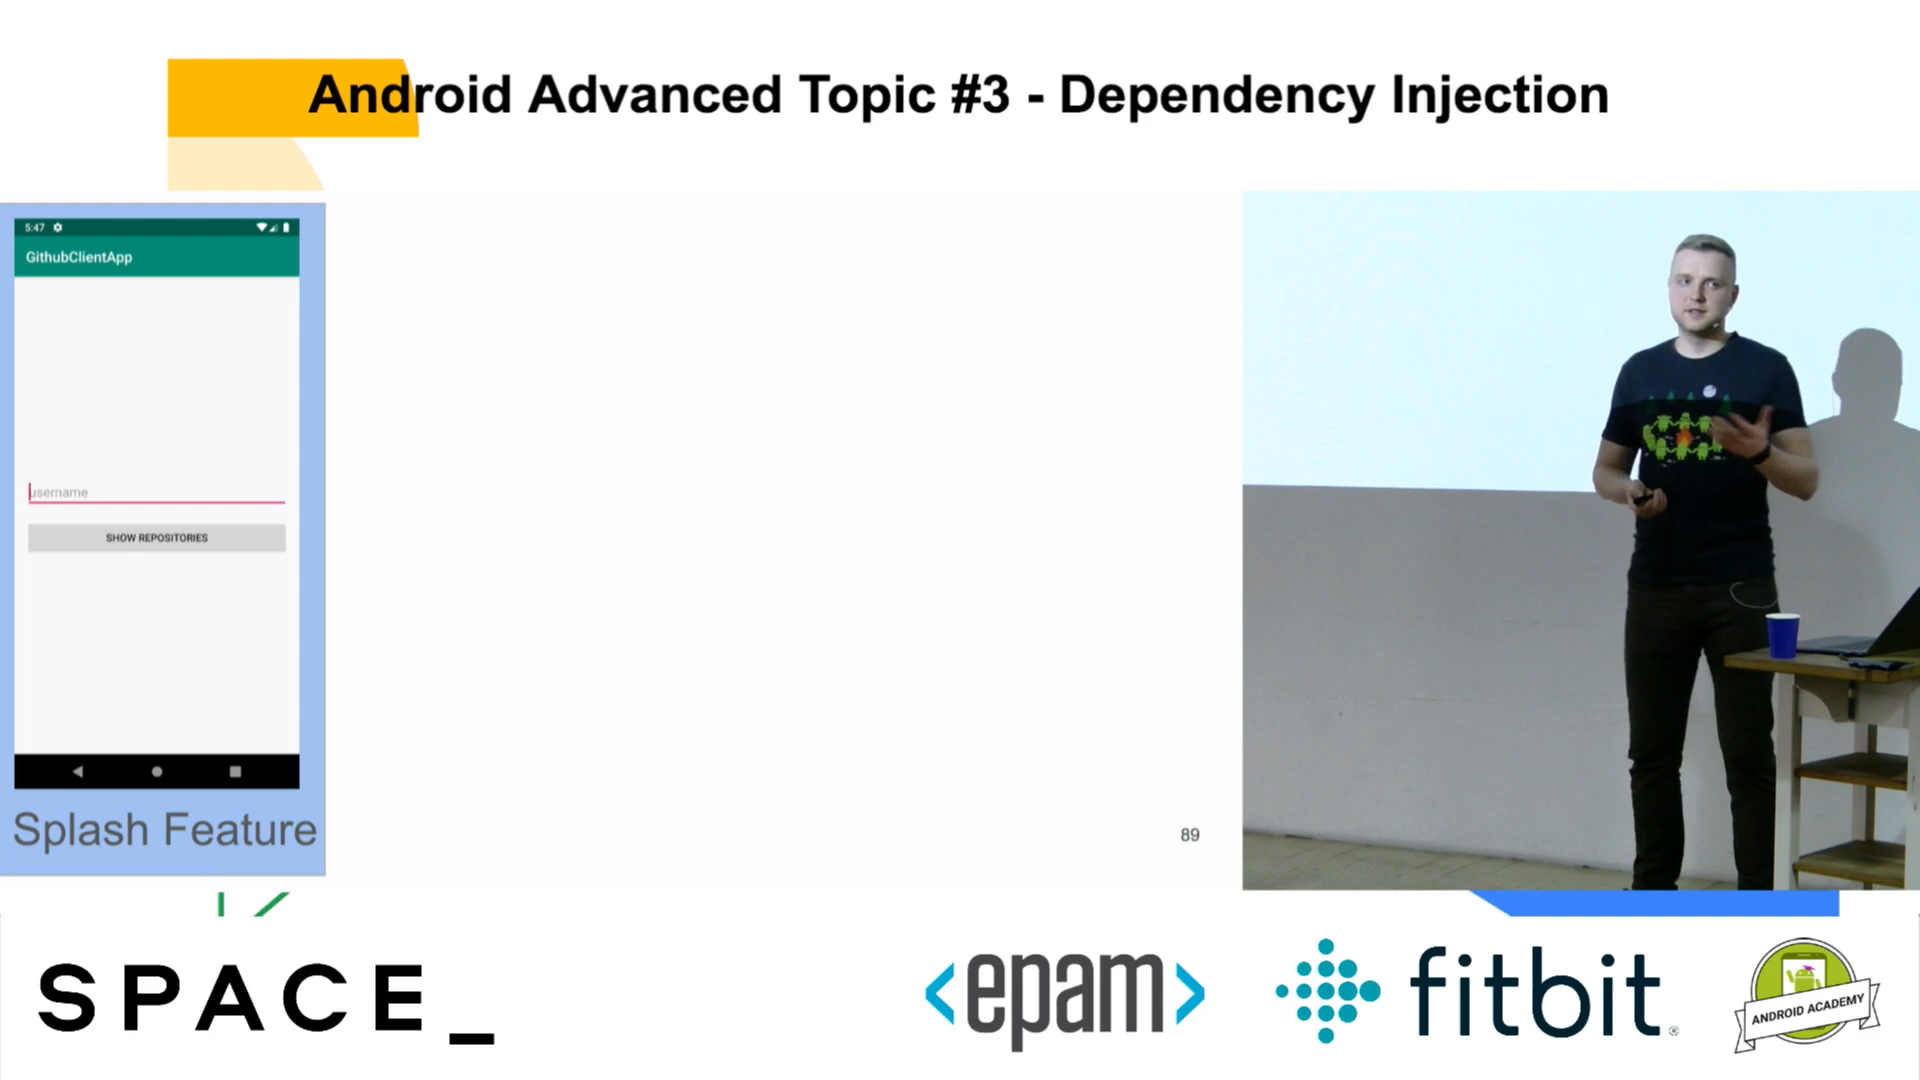 Android Advanced Topic #3 - Dependency Injection
5:47
GithubClientApp
username
SHOW REPOSITORIES
Splash Feature
89
SPACE_
<epam>
fitbit®
ANDROID ACADEMY